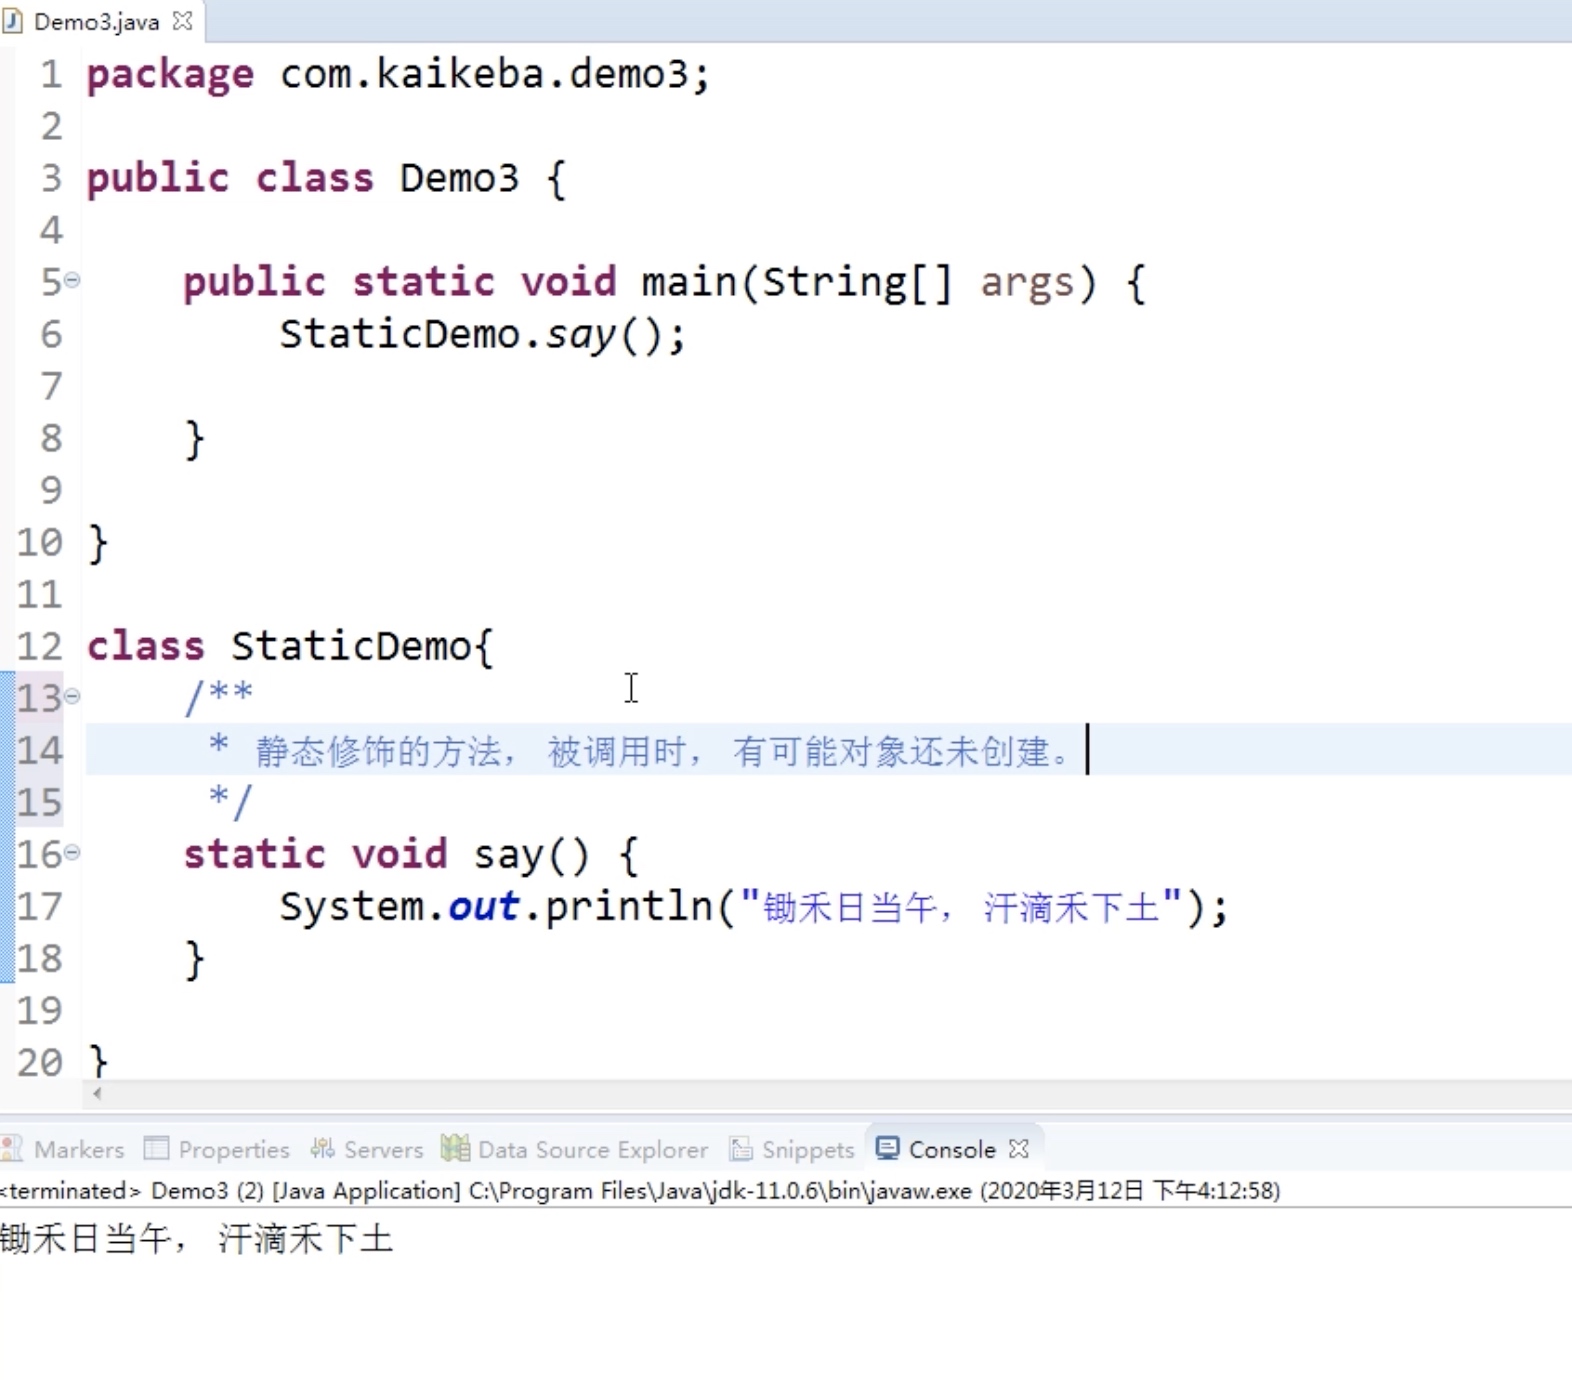 Demo3.java
1 package com.kaikeba.demo3;
2
3 public class Demo3 {
4
5 public static void main(String[] args) {
6 StaticDemo.say();
7
8 }
9
10 }
11
12 class StaticDemo{
13 /**
14 * 静态修饰的方法， 被调用时， 有可能对象还未创建。
15 */
16 static void say() {
17 System.out.println("锄禾日当午， 汗滴禾下土");
18 }
19
20 }
Markers Properties Servers Data Source Explorer Snippets Console
<terminated> Demo3 (2) [Java Application] C:\Program Files\Java\jdk-11.0.6\bin\javaw.exe (2020年3月12日 下午4:12:58)
锄禾日当午， 汗滴禾下土